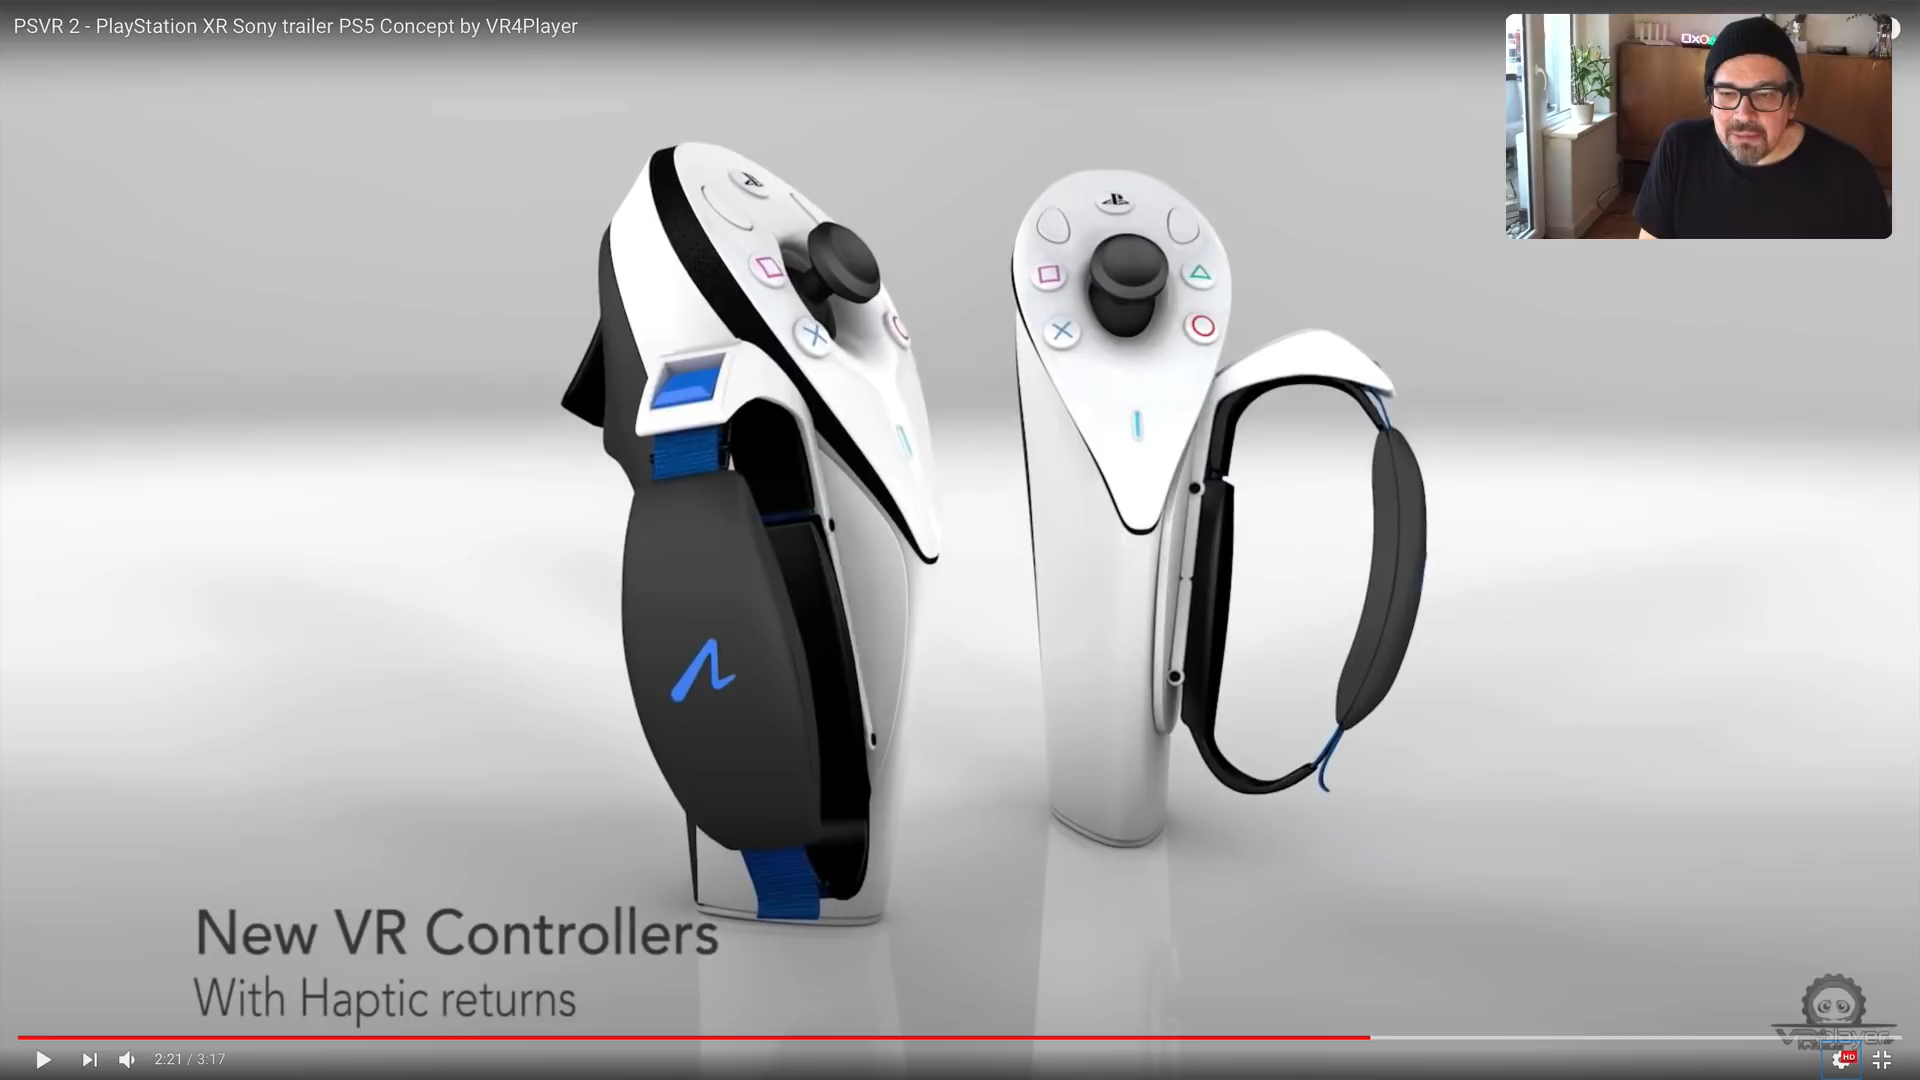 PSVR 2 - PlayStation XR Sony trailer PS5 Concept by VR4Player
New VR Controllers
With Haptic returns
2:21 / 3:17
HD